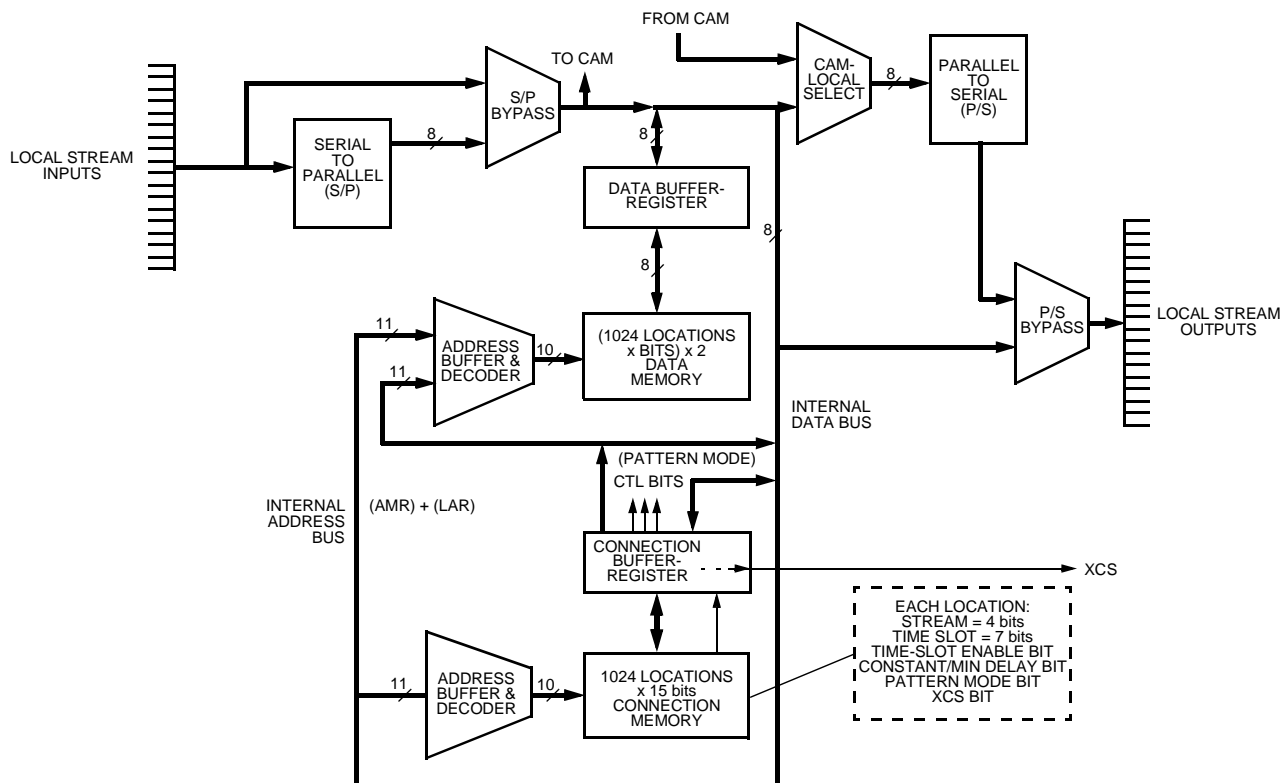 FROM CAM
TO CAM
S/P
BYPASS
CAM-
LOCAL
SELECT
8
PARALLEL
TO
SERIAL
(P/S)
LOCAL STREAM
INPUTS
SERIAL
TO
PARALLEL
(S/P)
8
8
DATA BUFFER-
REGISTER
8
8
11
11
ADDRESS
BUFFER &
DECODER
10
(1024 LOCATIONS
x BITS) x 2
DATA
MEMORY
P/S
BYPASS
LOCAL STREAM
OUTPUTS
INTERNAL
DATA BUS
(PATTERN MODE)
CTL BITS
INTERNAL
ADDRESS
BUS
(AMR) + (LAR)
CONNECTION
BUFFER-
REGISTER
XCS
11
ADDRESS
BUFFER &
DECODER
10
1024 LOCATIONS
x 15 bits
CONNECTION
MEMORY
EACH LOCATION:
STREAM = 4 bits
TIME SLOT = 7 bits
TIME-SLOT ENABLE BIT
CONSTANT/MIN DELAY BIT
PATTERN MODE BIT
XCS BIT